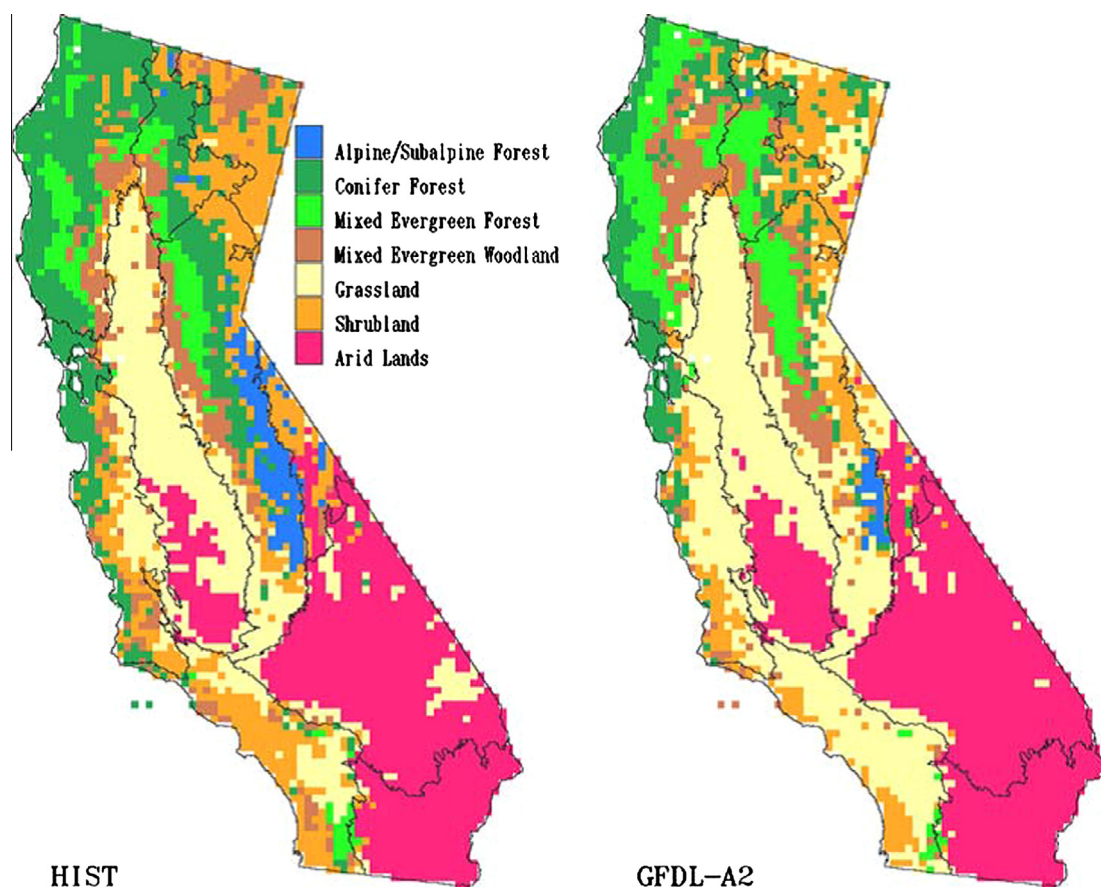 Alpine/Subalpine Forest
Conifer Forest
Mixed Evergreen Forest
Mixed Evergreen Woodland
Grassland
Shrubland
Arid Lands
HIST
GFDL-A2